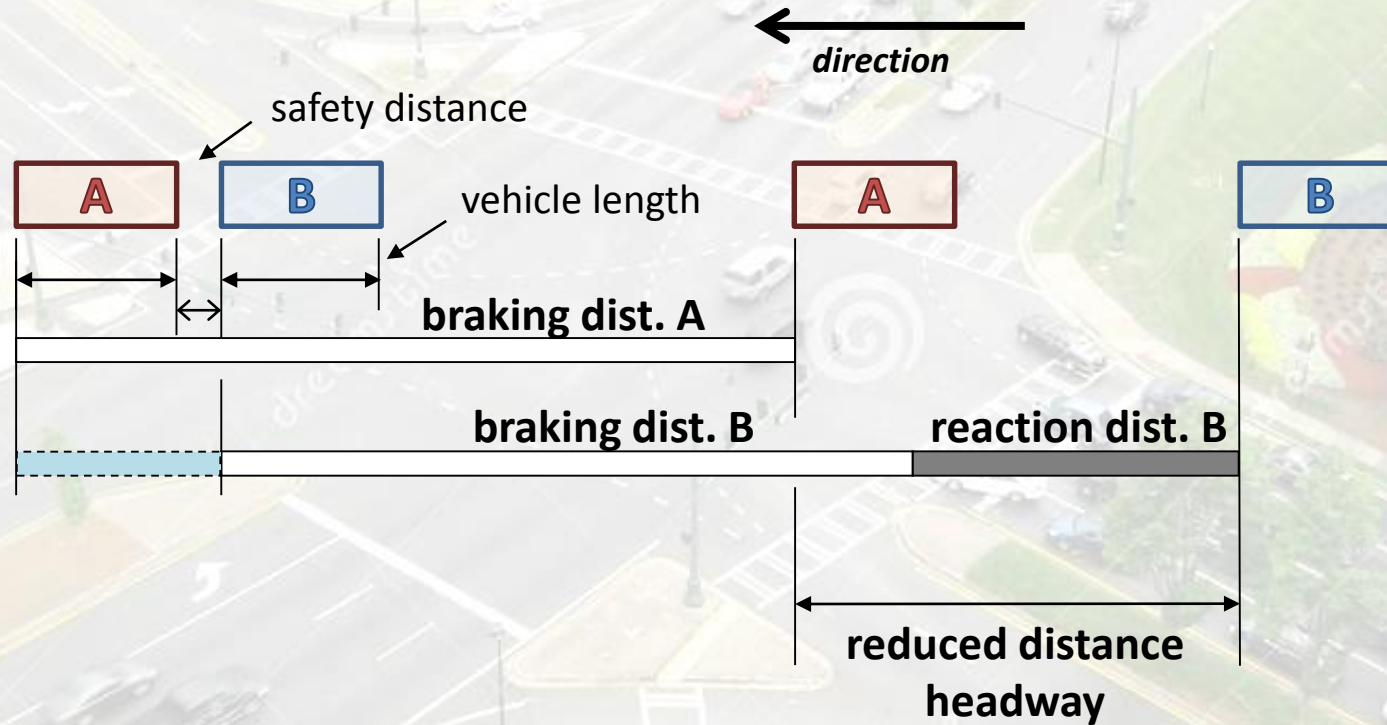 direction
safety distance
A
B
vehicle length
A
B
braking dist. A
braking dist. B
reaction dist. B
reduced distance
headway